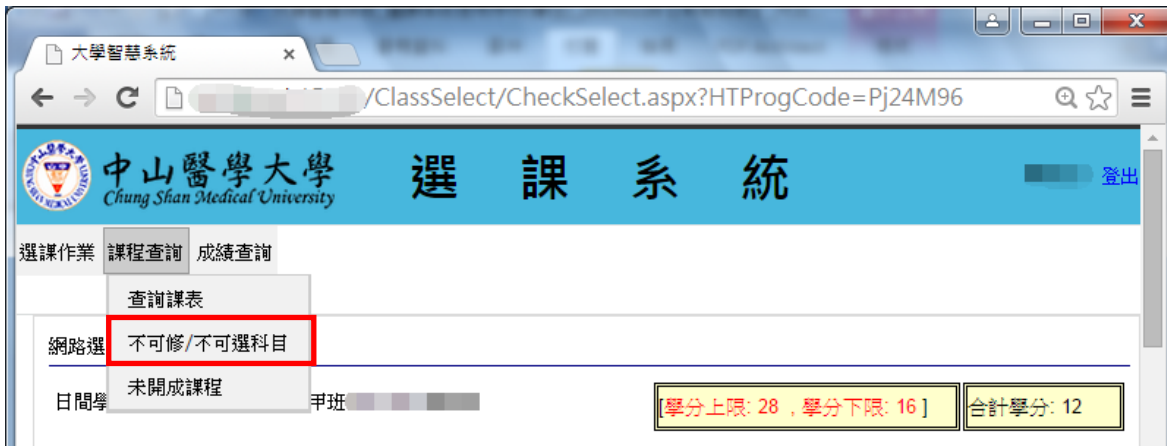 大學智慧系統
/ClassSelect/CheckSelect.aspx?HTProgCode=Pj24M96
中山醫學大學
Chung Shan Medical University
選課系統
登出
選課作業 課程查詢 成績查詢
查詢課表
網路選
不可修/不可選科目
未開成課程
日間學
甲班
[學分上限: 28 , 學分下限: 16 ]
合計學分: 12